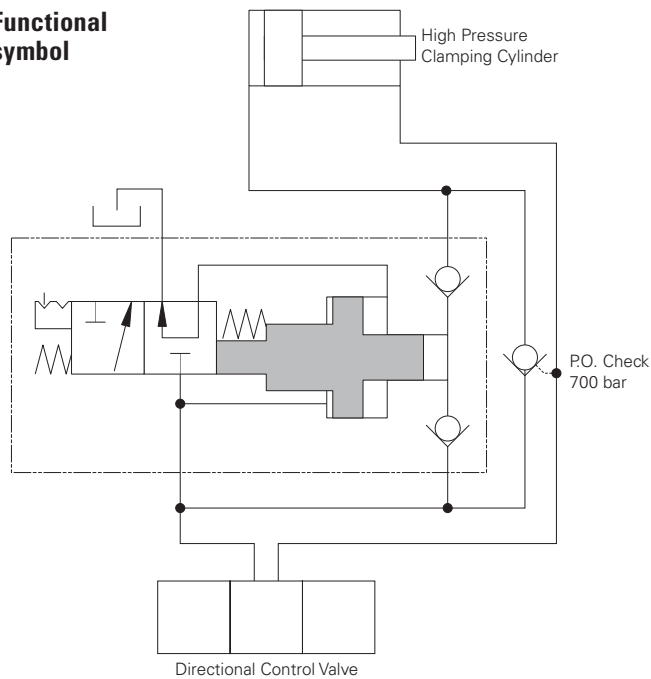 Functional
symbol
High Pressure
Clamping Cylinder
P.O. Check
700 bar
Directional Control Valve